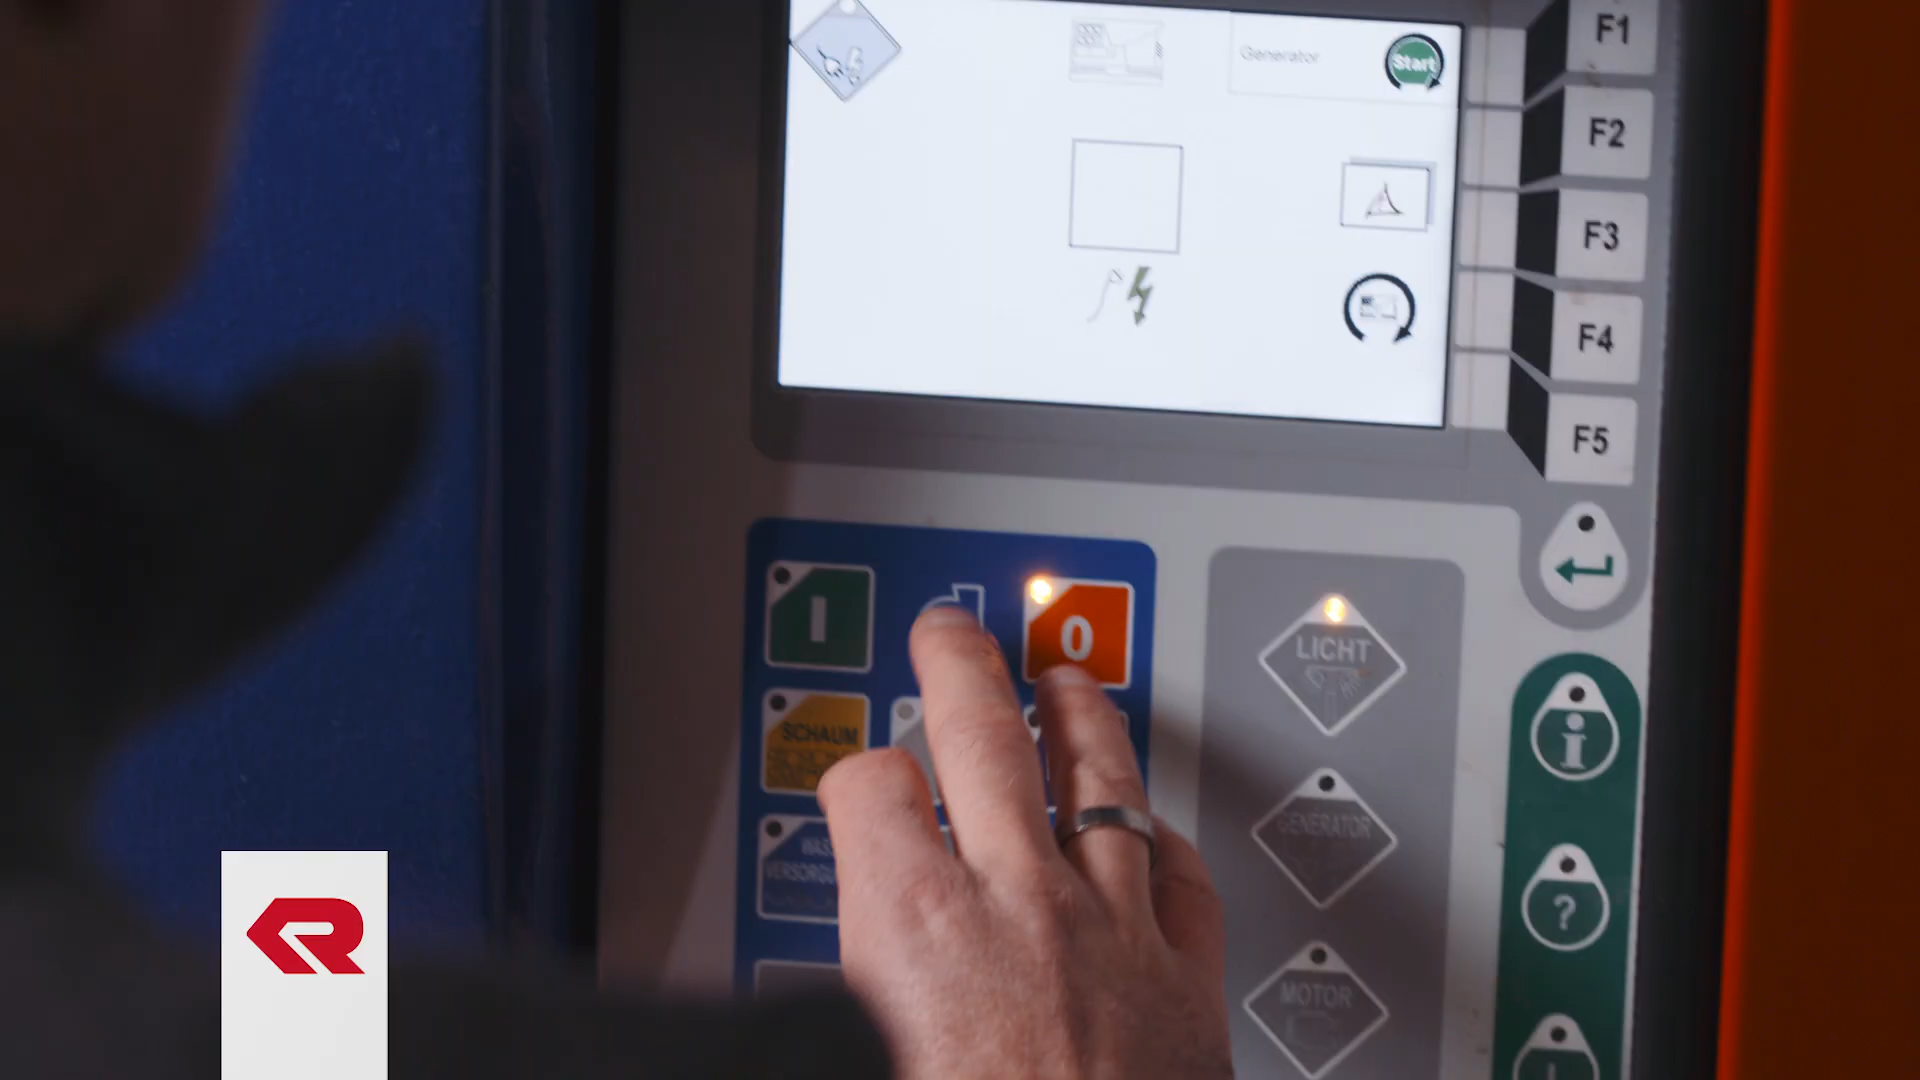 Generator
Start
F1
F2
F3
F4
F5
I
0
SCHAUM
LICHT
GENERATOR
MOTOR
i
?